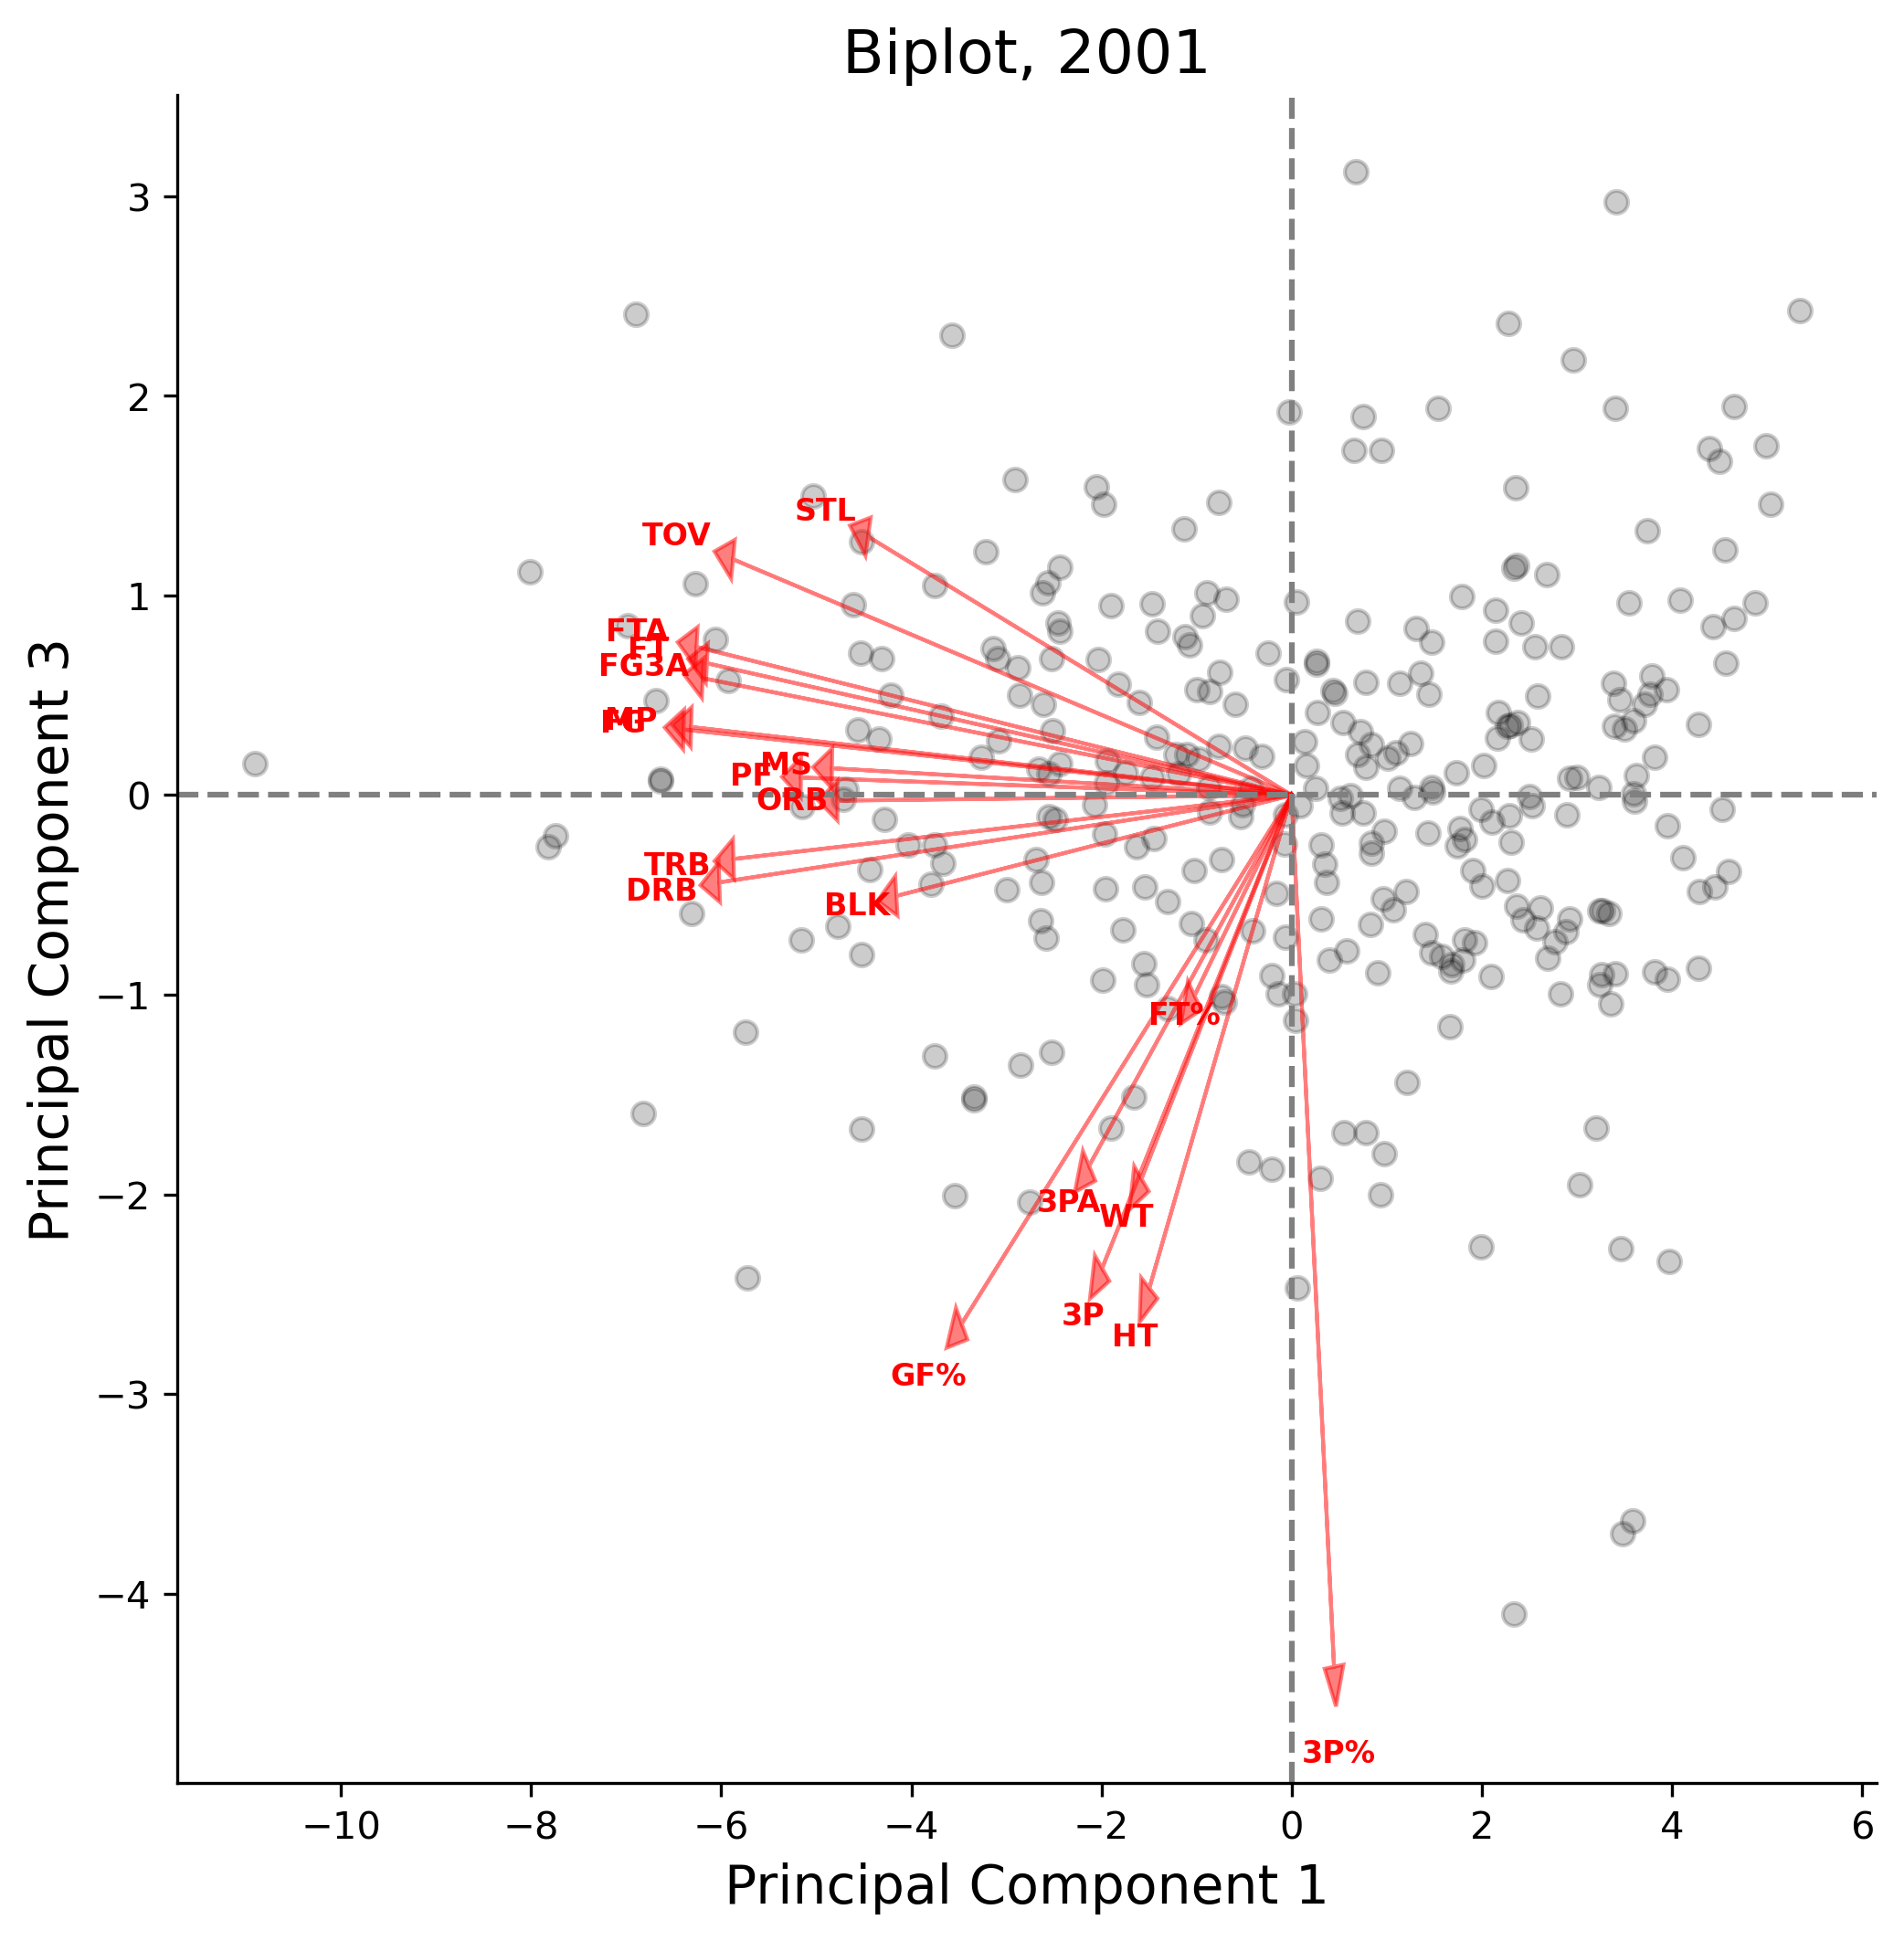 Biplot, 2001
Principal Component 3
3
2
1
0
−1
−2
−3
−4
STL
TOV
FTA
FT
FG3A
MP
FG
MS
PF
ORB
TRB
DRB
BLK
FT%
3PA
WT
3P
HT
GF%
3P%
−10
−8
−6
−4
−2
0
2
4
6
Principal Component 1